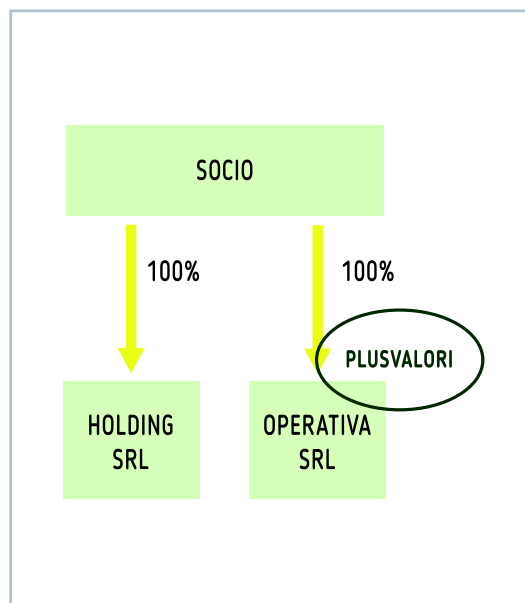 SOCIO
100%
100%
PLUSVALORI
HOLDING
SRL
OPERATIVA
SRL